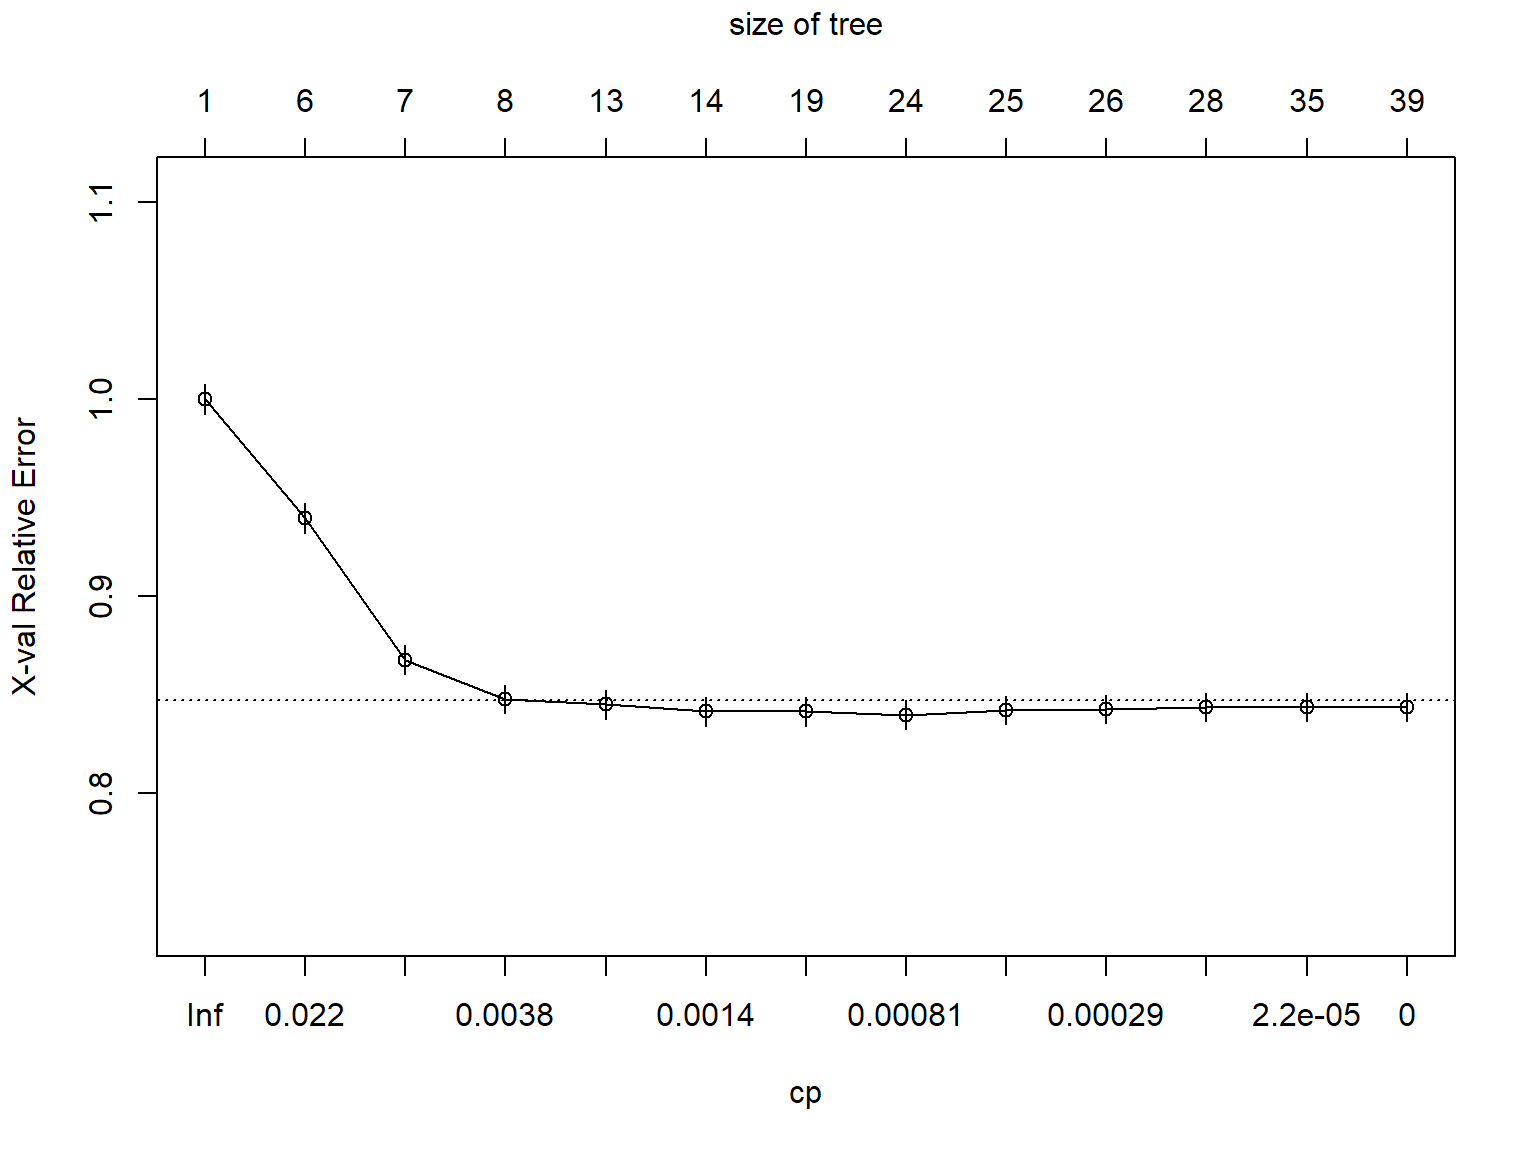 size of tree
1 6 7 8 13 14 19 24 25 26 28 35 39
X-val Relative Error
1.1
1.0
0.9
0.8
Inf 0.022 0.0038 0.0014 0.00081 0.00029 2.2e-05 0
cp